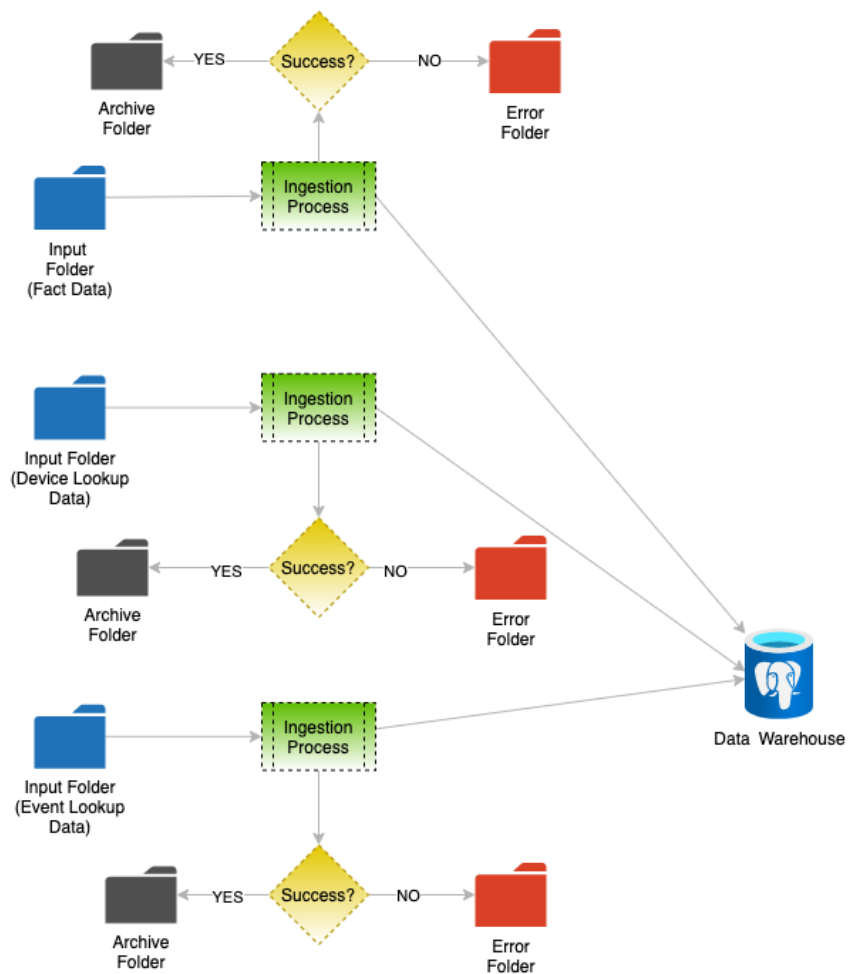 Success?
YES
NO
Archive
Folder
Error
Folder
Ingestion
Process
Input
Folder
(Fact Data)
Ingestion
Process
Input Folder
(Device Lookup
Data)
Success?
YES
NO
Archive
Folder
Error
Folder
Ingestion
Process
Data Warehouse
Input Folder
(Event Lookup
Data)
Success?
YES
NO
Archive
Folder
Error
Folder